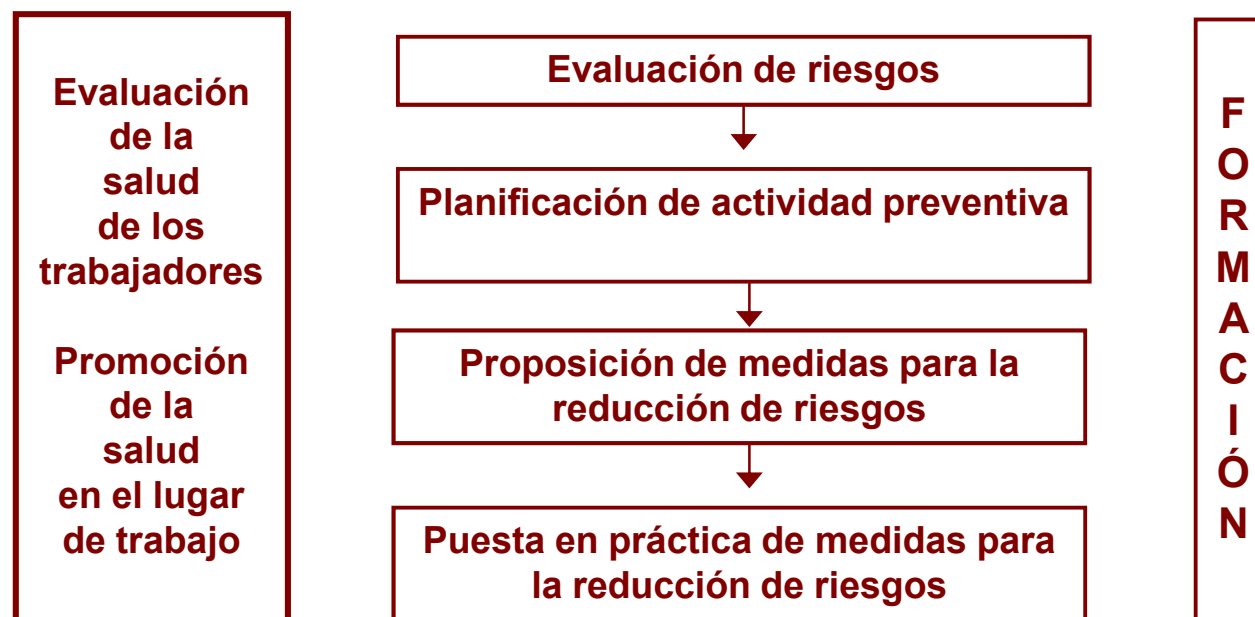 Evaluación
de la
salud
de los
trabajadores
Promoción
de la
salud
en el lugar
de trabajo
Evaluación de riesgos
Planificación de actividad preventiva
Proposición de medidas para la
reducción de riesgos
Puesta en práctica de medidas para
la reducción de riesgos
F
O
R
M
A
C
I
Ó
N